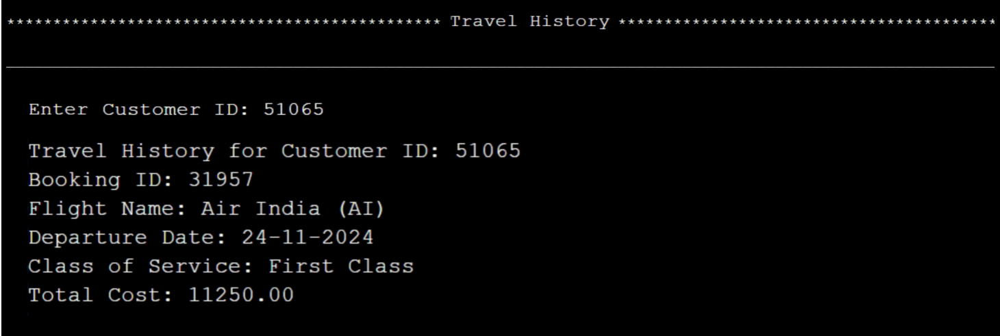 *********************************************** Travel History *****************************************
Enter Customer ID: 51065
Travel History for Customer ID: 51065
Booking ID: 31957
Flight Name: Air India (AI)
Departure Date: 24-11-2024
Class of Service: First Class
Total Cost: 11250.00